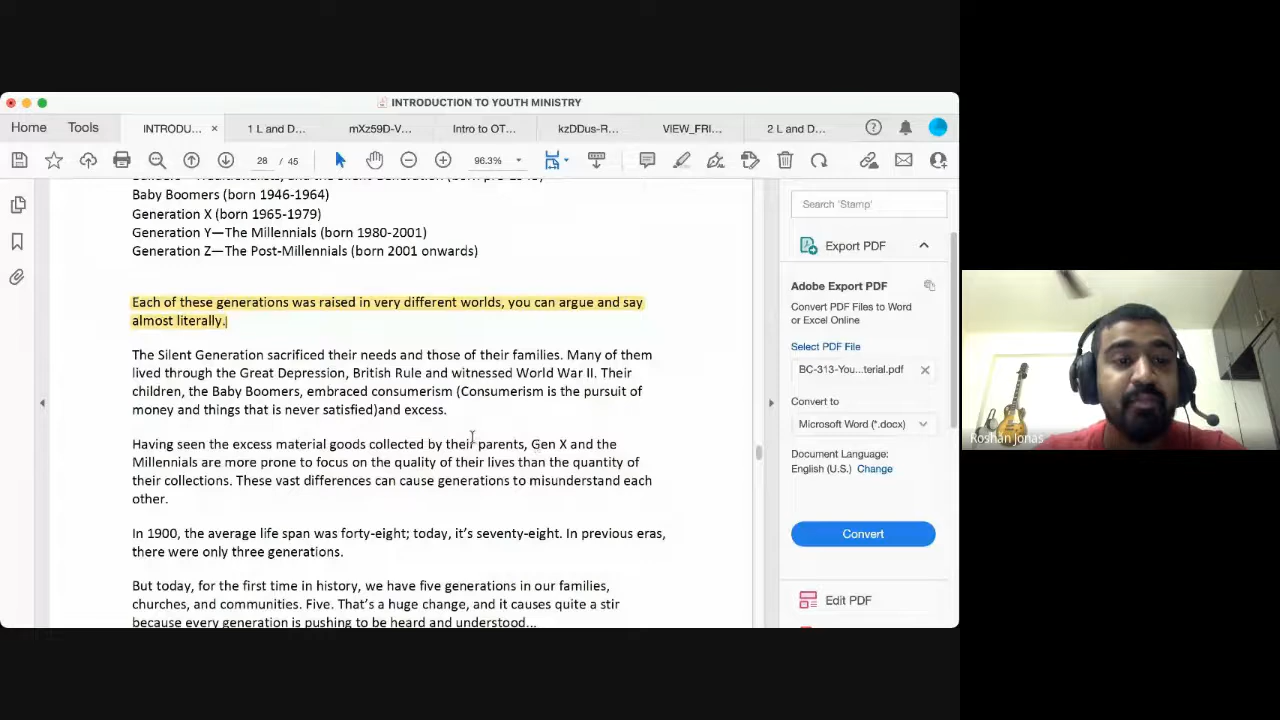 INTRODUCTION TO YOUTH MINISTRY
Home Tools INTRODU... × 1 L and D... mXz59D-V... Intro to OT... kzDDus-R... VIEW_FRI... 2 L and D...
28 / 45 96.3%
Baby Boomers (born 1946-1964)
Generation X (born 1965-1979)
Generation Y—The Millennials (born 1980-2001)
Generation Z—The Post-Millennials (born 2001 onwards)
Each of these generations was raised in very different worlds, you can argue and say
almost literally.
The Silent Generation sacrificed their needs and those of their families. Many of them
lived through the Great Depression, British Rule and witnessed World War II. Their
children, the Baby Boomers, embraced consumerism (Consumerism is the pursuit of
money and things that is never satisfied)and excess.
Having seen the excess material goods collected by their parents, Gen X and the
Millennials are more prone to focus on the quality of their lives than the quantity of
their collections. These vast differences can cause generations to misunderstand each
other.
In 1900, the average life span was forty-eight; today, it's seventy-eight. In previous eras,
there were only three generations.
But today, for the first time in history, we have five generations in our families,
churches, and communities. Five. That's a huge change, and it causes quite a stir
because every generation is pushing to be heard and understood...
Search 'Stamp'
Export PDF
Adobe Export PDF
Convert PDF Files to Word
or Excel Online
Select PDF File
BC-313-You...terial.pdf ×
Convert to
Microsoft Word (*.docx)
Document Language:
English (U.S.) Change
Convert
Edit PDF
Roshan Jonas